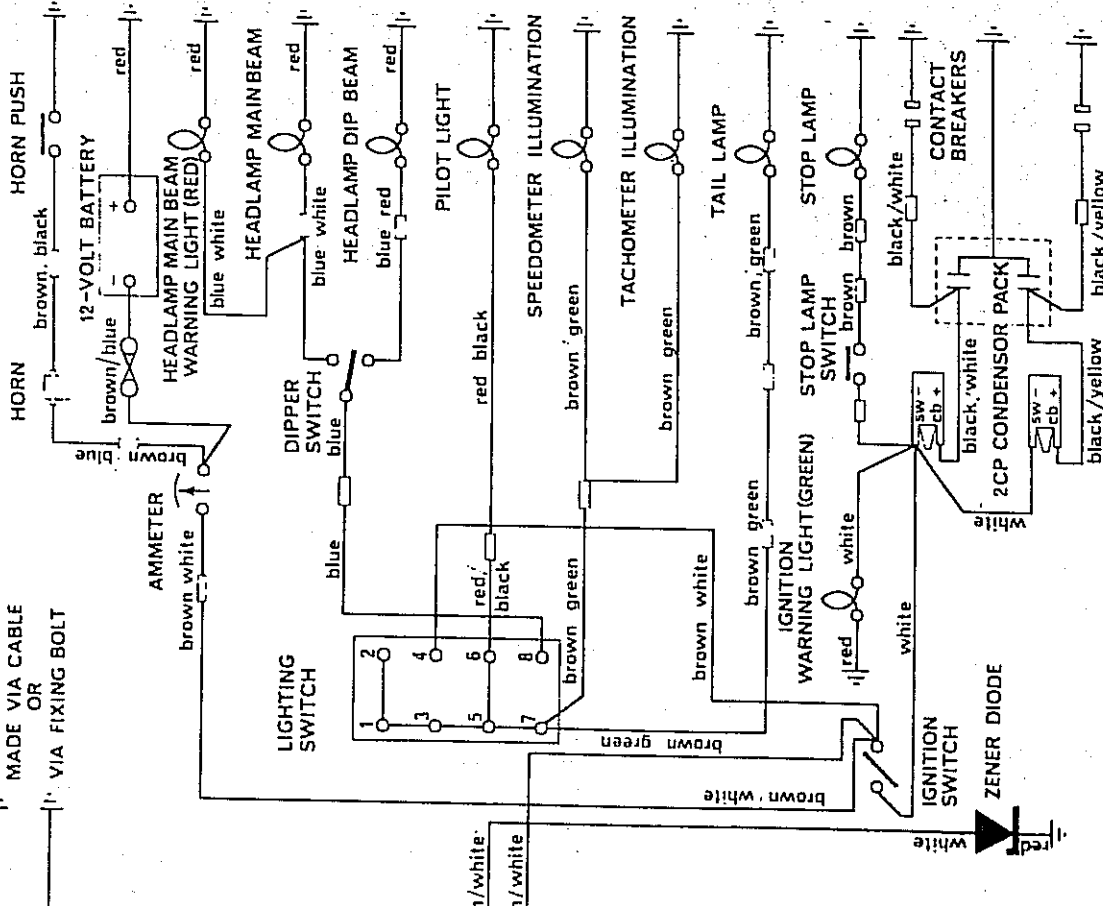 MADE VIA CABLE
OR
VIA FIXING BOLT
HORN
HORN PUSH
brown, black
12-VOLT BATTERY
-
+
red
brown/blue
brown blue
HEADLAMP MAIN BEAM
WARNING LIGHT (RED)
red
blue white
AMMETER
brown white
HEADLAMP MAIN BEAM
red
blue white
HEADLAMP DIP BEAM
red
blue red
DIPPER
SWITCH
blue
blue
PILOT LIGHT
red black
red/
black
LIGHTING
SWITCH
1
2
3
4
5
6
7
8
SPEEDOMETER ILLUMINATION
brown green
brown green
TACHOMETER ILLUMINATION
brown green
brown white
TAIL LAMP
brown green
brown green
brown green
STOP LAMP
brown
brown
STOP LAMP
SWITCH
IGNITION
WARNING LIGHT (GREEN)
white
red
white
brown, white
IGNITION
SWITCH
CONTACT
BREAKERS
black/white
sw -
cb +
black/white
2CP CONDENSOR PACK
sw -
cb +
white
black/yellow
black/yellow
ZENER DIODE
white
red
n/white
n/white